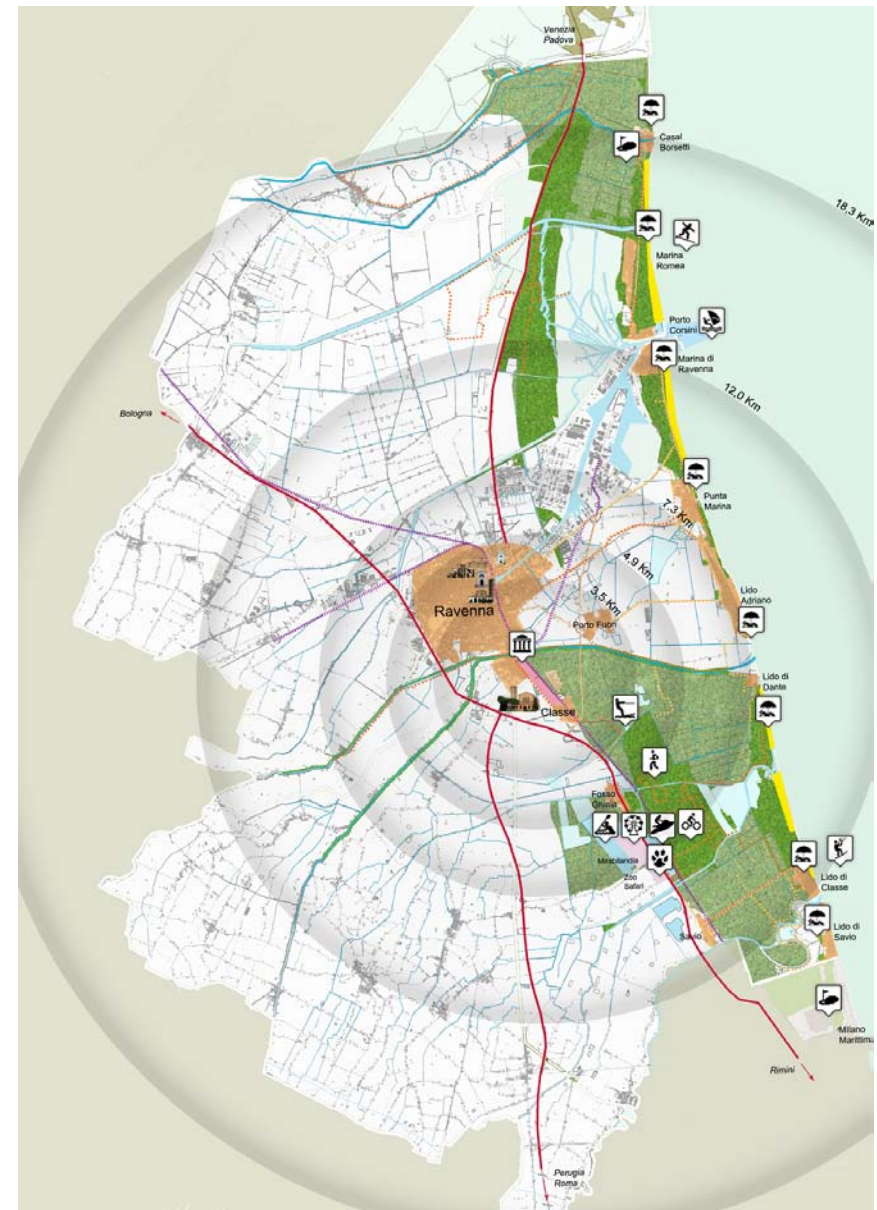 Venezia
Padova
Casal
Borsetti
18,3 Km
Marina
Romea
Porto
Corsini
Marina di
Ravenna
12,0 Km
Bologna
Punta
Marina
7,3 Km
4,9 Km
3,5 Km
Lido
Adriano
Ravenna
Porto Fuori
Lido di
Dante
Classe
Fosso
Ghiaia
Mirabilandia
Zoo
Safari
Lido di
Classe
Savio
Lido di
Savio
Milano
Marittima
Rimini
Perugia
Roma